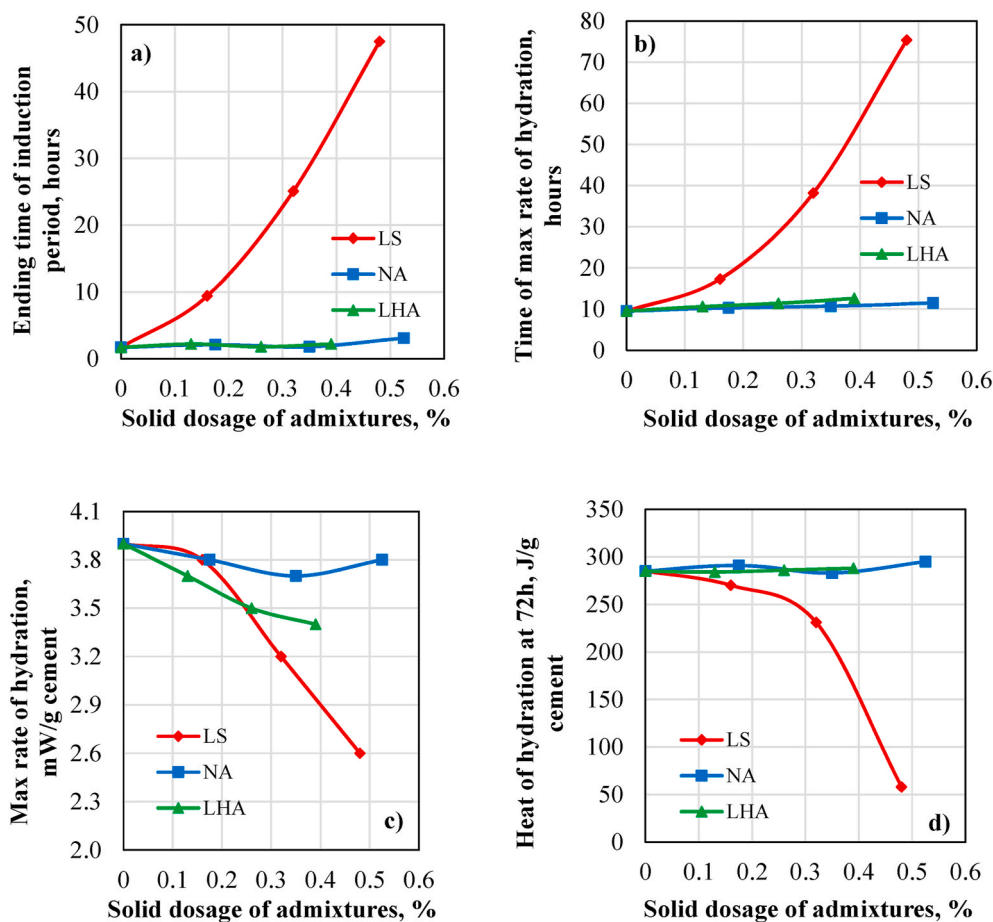 a)
Ending time of induction
period, hours
50
40
30
20
10
0
0
0.1
0.2
0.3
0.4
0.5
0.6
LS
NA
LHA
Solid dosage of admixtures, %
b)
Time of max rate of hydration,
hours
80
70
60
50
40
30
20
10
0
0
0.1
0.2
0.3
0.4
0.5
0.6
LS
NA
LHA
Solid dosage of admixtures, %
Max rate of hydration,
mW/g cement
4.1
3.8
3.5
3.2
2.9
2.6
2.3
2.0
0
0.1
0.2
0.3
0.4
0.5
0.6
LS
NA
LHA
c)
Solid dosage of admixtures, %
Heat of hydration at 72h, J/g
cement
350
300
250
200
150
100
50
0
0
0.1
0.2
0.3
0.4
0.5
0.6
LS
NA
LHA
d)
Solid dosage of admixtures, %